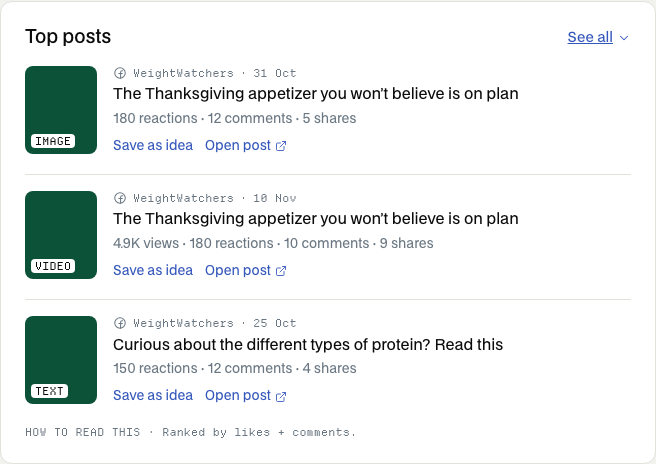 Top posts
See all
WeightWatchers · 31 Oct
The Thanksgiving appetizer you won’t believe is on plan
180 reactions · 12 comments · 5 shares
IMAGE
Save as idea Open post
WeightWatchers · 10 Nov
The Thanksgiving appetizer you won’t believe is on plan
4.9K views · 180 reactions · 10 comments · 9 shares
VIDEO
Save as idea Open post
WeightWatchers · 25 Oct
Curious about the different types of protein? Read this
150 reactions · 12 comments · 4 shares
TEXT
Save as idea Open post
HOW TO READ THIS · Ranked by likes + comments.